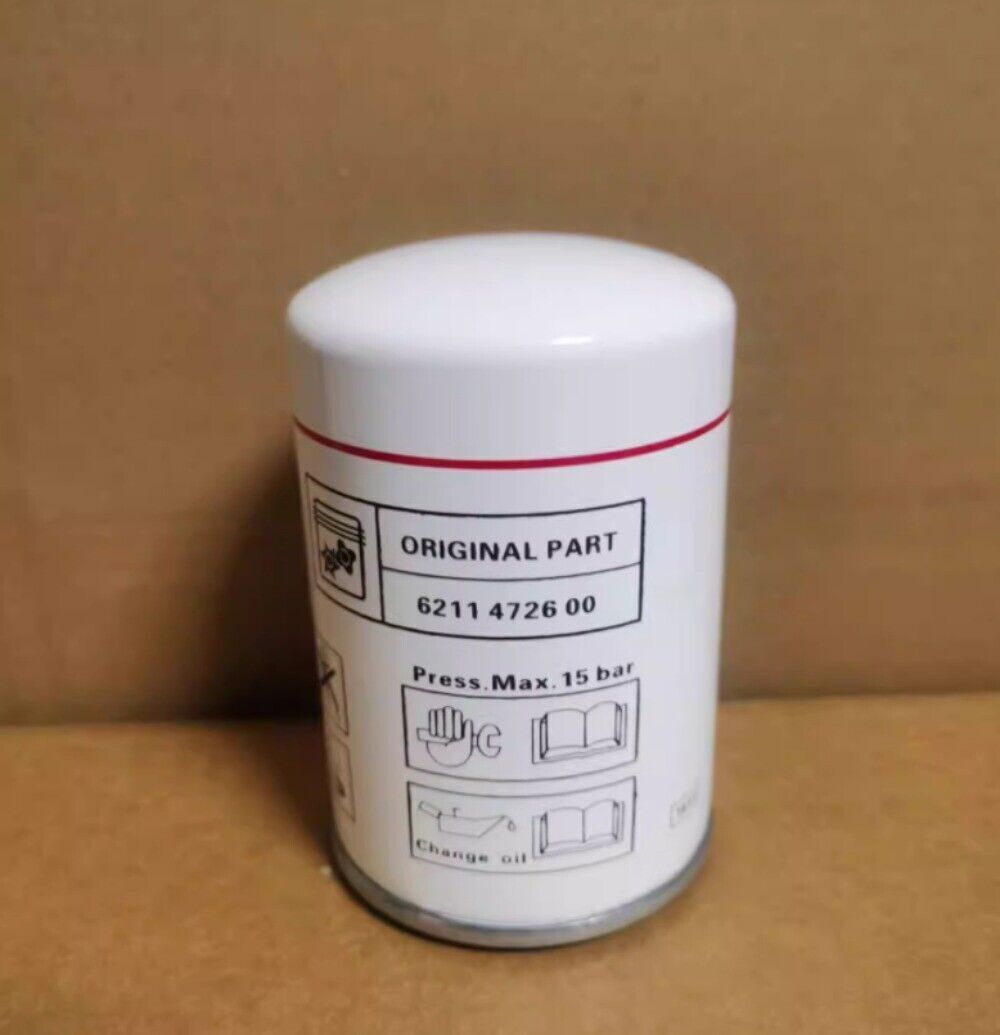 ORIGINAL PART
6211 4726 00
Press.Max.15 bar
Change oil